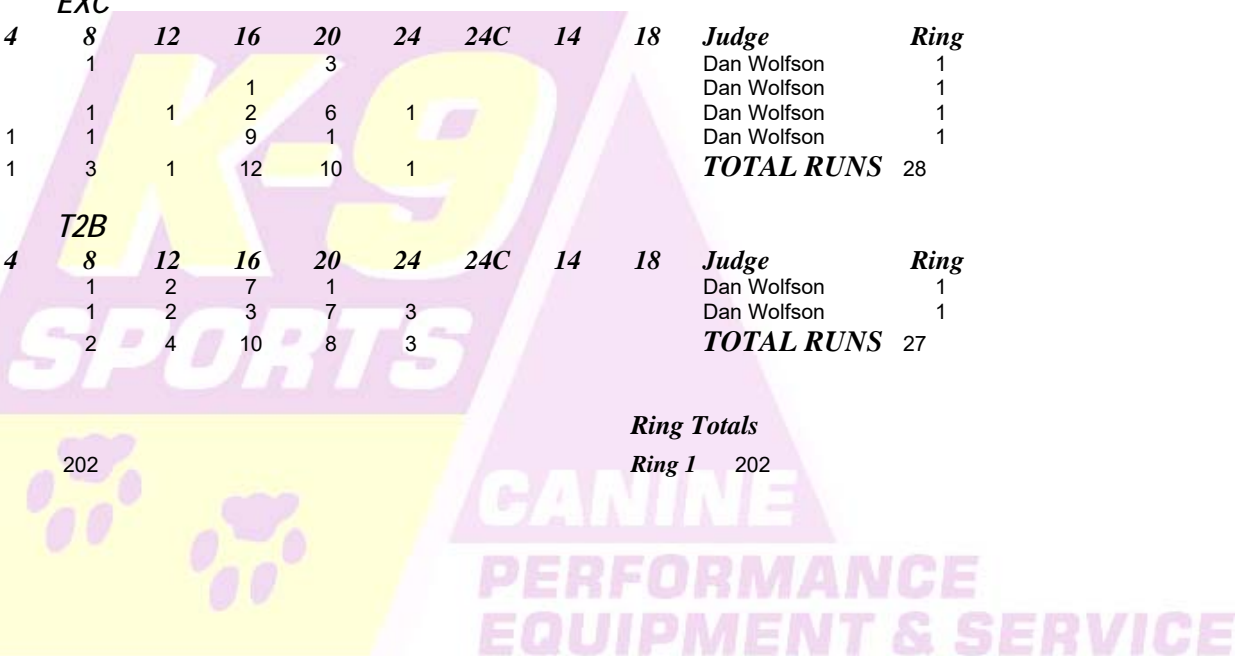 EXC
4 8 12 16 20 24 24C 14 18 Judge Ring
1 3 Dan Wolfson 1
1 Dan Wolfson 1
1 1 2 6 1 Dan Wolfson 1
1 1 9 1 Dan Wolfson 1
1 3 1 12 10 1 TOTAL RUNS 28
T2B
4 8 12 16 20 24 24C 14 18 Judge Ring
1 2 7 1 Dan Wolfson 1
1 2 3 7 3 Dan Wolfson 1
2 4 10 8 3 TOTAL RUNS 27
Ring Totals
202 Ring 1 202
K-9
SPORTS
CANINE
PERFORMANCE
EQUIPMENT & SERVICE